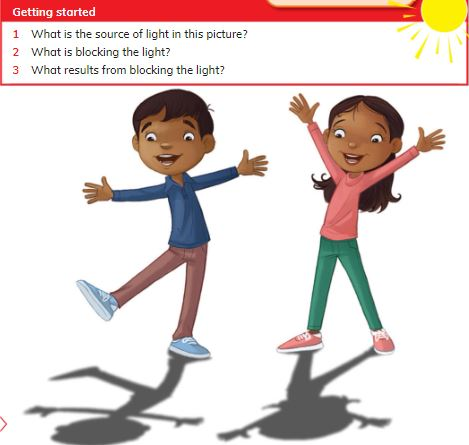 Getting started
1 What is the source of light in this picture?
2 What is blocking the light?
3 What results from blocking the light?